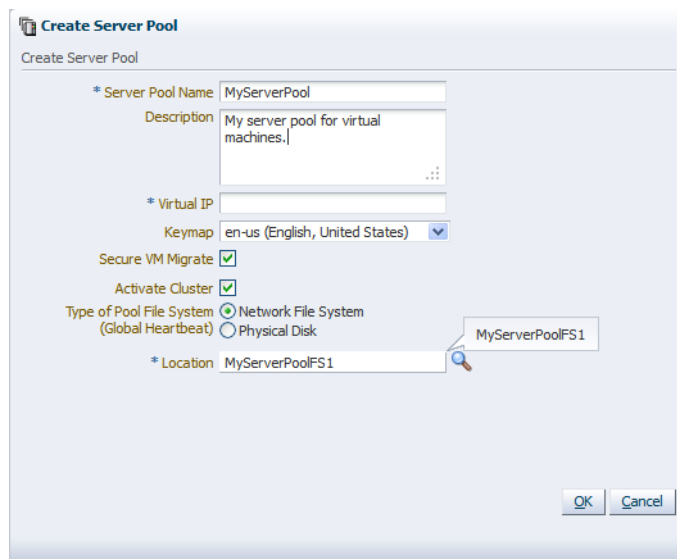 Create Server Pool
Create Server Pool
* Server Pool Name MyServerPool
Description My server pool for virtual
machines.
* Virtual IP
Keymap en-us (English, United States)
Secure VM Migrate
Activate Cluster
Type of Pool File System Network File System
(Global Heartbeat) Physical Disk
MyServerPoolFS1
* Location MyServerPoolFS1
OK Cancel